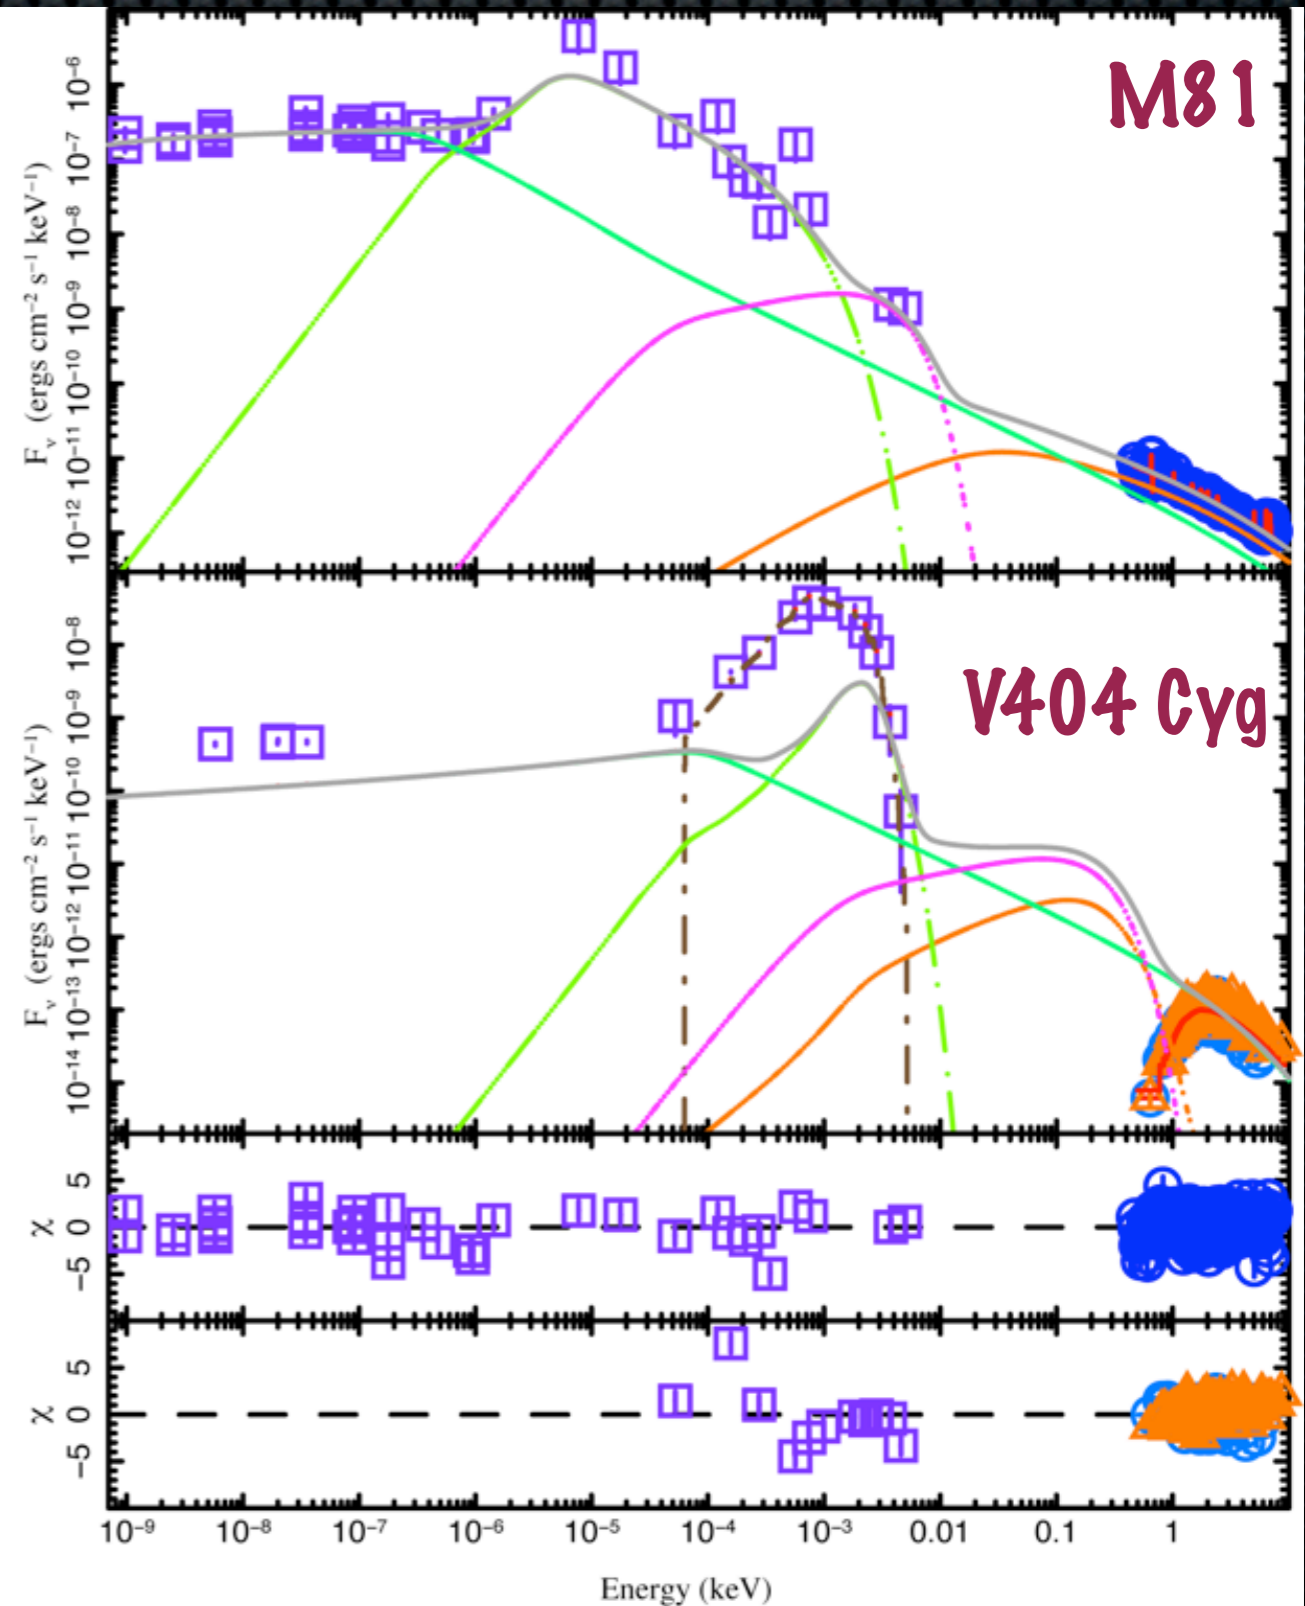 M81
F_ν (ergs cm⁻² s⁻¹ keV⁻¹)
10⁻⁶
10⁻⁷
10⁻⁸
10⁻⁹
10⁻¹⁰
10⁻¹¹
10⁻¹²
V404 Cyg
F_ν (ergs cm⁻² s⁻¹ keV⁻¹)
10⁻⁸
10⁻⁹
10⁻¹⁰
10⁻¹¹
10⁻¹²
10⁻¹³
10⁻¹⁴
χ
5
0
−5
χ
5
0
−5
10⁻⁹ 10⁻⁸ 10⁻⁷ 10⁻⁶ 10⁻⁵ 10⁻⁴ 10⁻³ 0.01 0.1 1
Energy (keV)